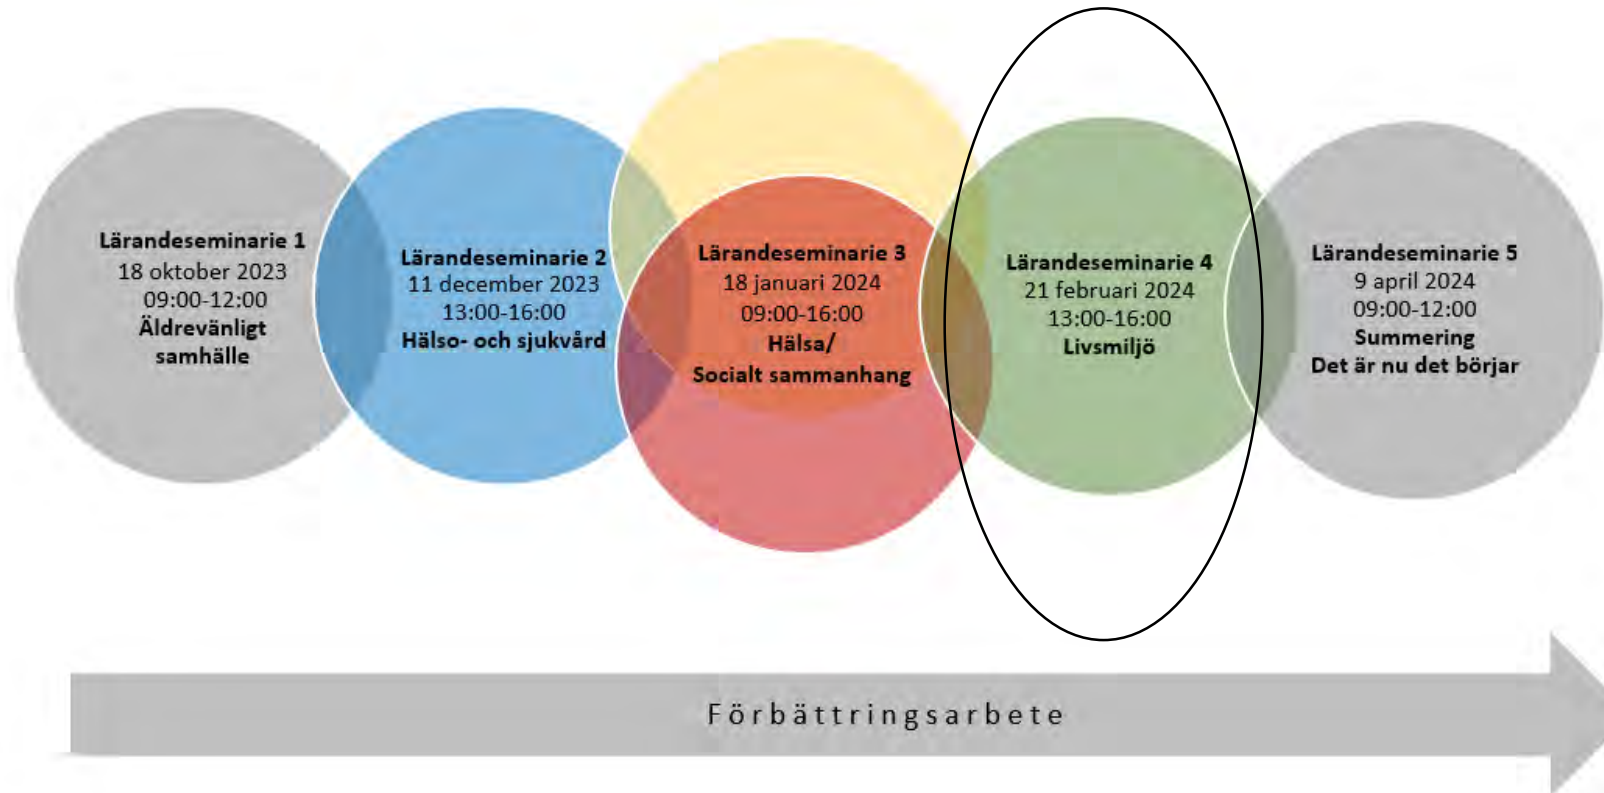 Lärandeseminarie 1
18 oktober 2023
09:00-12:00
Äldrevänligt
samhälle
Lärandeseminarie 2
11 december 2023
13:00-16:00
Hälso- och sjukvård
Lärandeseminarie 3
18 januari 2024
09:00-16:00
Hälsa/
Socialt sammanhang
Lärandeseminarie 4
21 februari 2024
13:00-16:00
Livsmiljö
Lärandeseminarie 5
9 april 2024
09:00-12:00
Summering
Det är nu det börjar
Förbättringsarbete